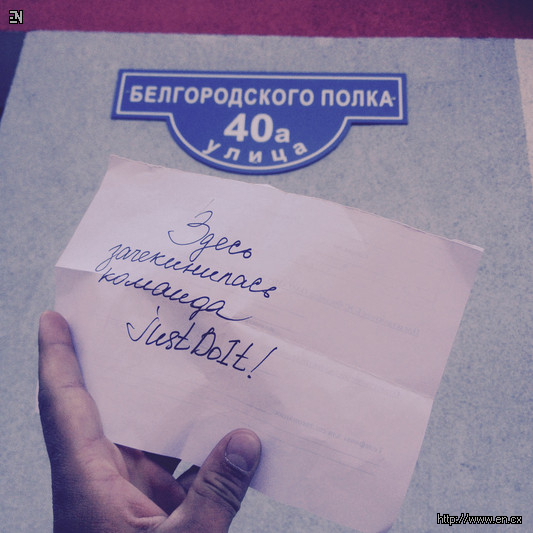 EN
БЕЛГОРОДСКОГО ПОЛКА
40а
улица
Здесь
зачекинилась
команда
JustDoIt!
http://www.en.cx